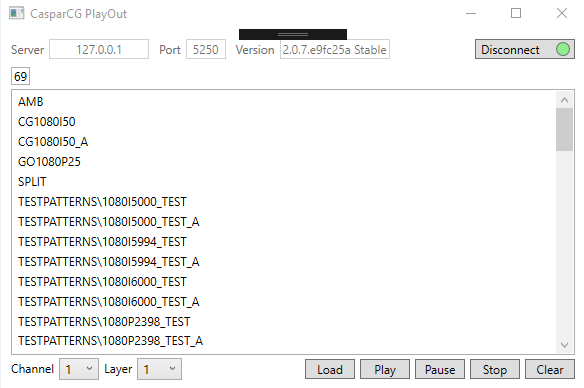 CasparCG PlayOut
Server 127.0.0.1 Port 5250 Version 2.0.7.e9fc25a Stable Disconnect
69
AMB
CG1080I50
CG1080I50_A
GO1080P25
SPLIT
TESTPATTERNS\1080I5000_TEST
TESTPATTERNS\1080I5000_TEST_A
TESTPATTERNS\1080I5994_TEST
TESTPATTERNS\1080I5994_TEST_A
TESTPATTERNS\1080I6000_TEST
TESTPATTERNS\1080I6000_TEST_A
TESTPATTERNS\1080P2398_TEST
TESTPATTERNS\1080P2398_TEST_A
Channel 1 Layer 1 Load Play Pause Stop Clear